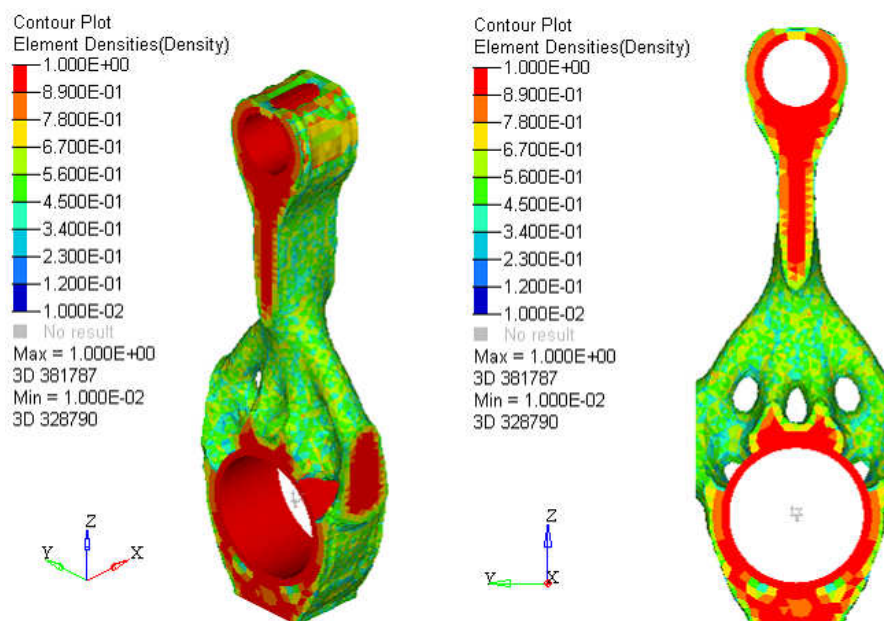 Contour Plot
Element Densities(Density)
1.000E+00
8.900E-01
7.800E-01
6.700E-01
5.600E-01
4.500E-01
3.400E-01
2.300E-01
1.200E-01
1.000E-02
No result
Max = 1.000E+00
3D 381787
Min = 1.000E-02
3D 328790
Z
Y
X
Contour Plot
Element Densities(Density)
1.000E+00
8.900E-01
7.800E-01
6.700E-01
5.600E-01
4.500E-01
3.400E-01
2.300E-01
1.200E-01
1.000E-02
No result
Max = 1.000E+00
3D 381787
Min = 1.000E-02
3D 328790
Z
Y
X